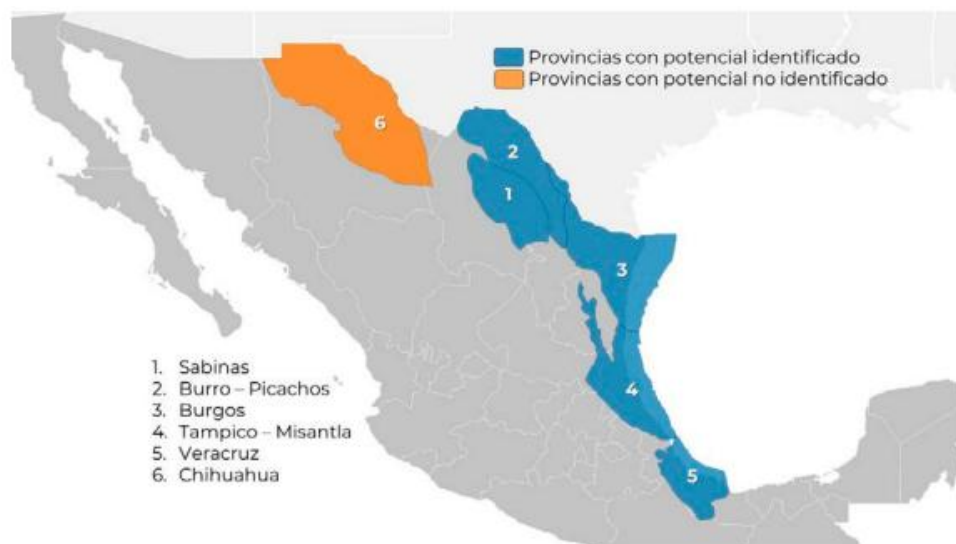 Provincias con potencial identificado
Provincias con potencial no identificado
6
2
1
3
4
5
1. Sabinas
2. Burro – Picachos
3. Burgos
4. Tampico – Misantla
5. Veracruz
6. Chihuahua